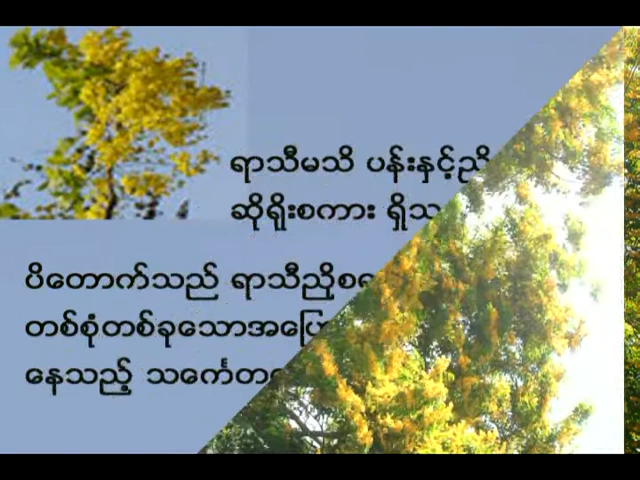 ရာသီမသိ ပန်းနှင့်ညှိ
ဆိုရိုးစကား ရှိသ
ပိတောက်သည် ရာသီညှိစ
တစ်စုံတစ်ခုသောအပြော
နေသည့် သင်္ကေတ